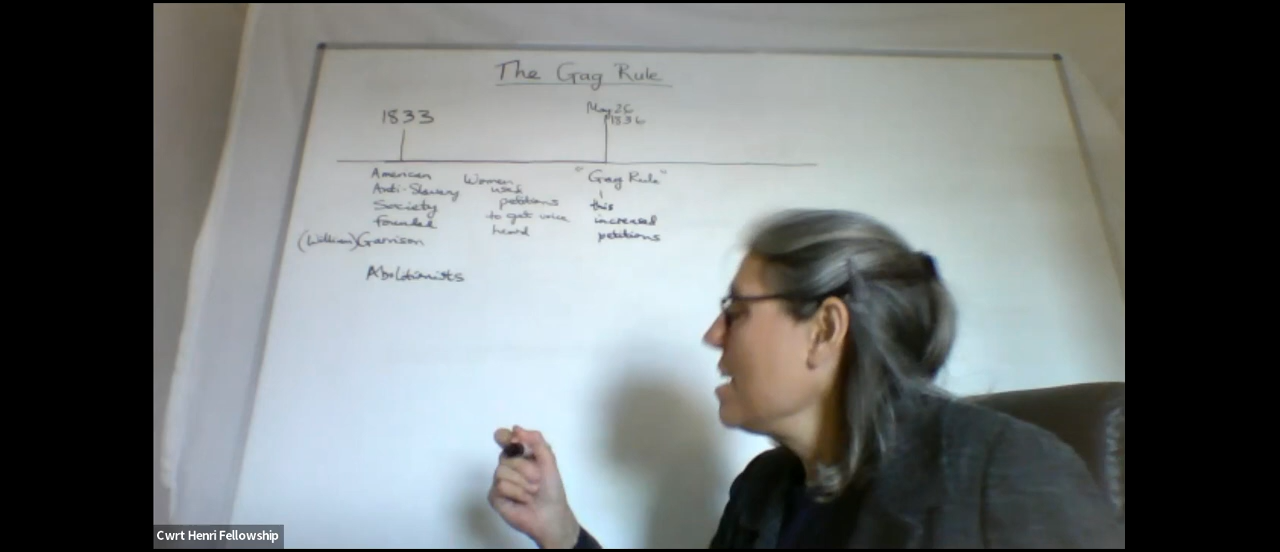 The Gag Rule
1833
May 26
1836
American
Anti-Slavery
Society
Founded
(William) Garrison
Abolitionists
Women
used
petitions
to get voice
heard
"Gag Rule"
this
increased
petitions
Cwrt Henri Fellowship